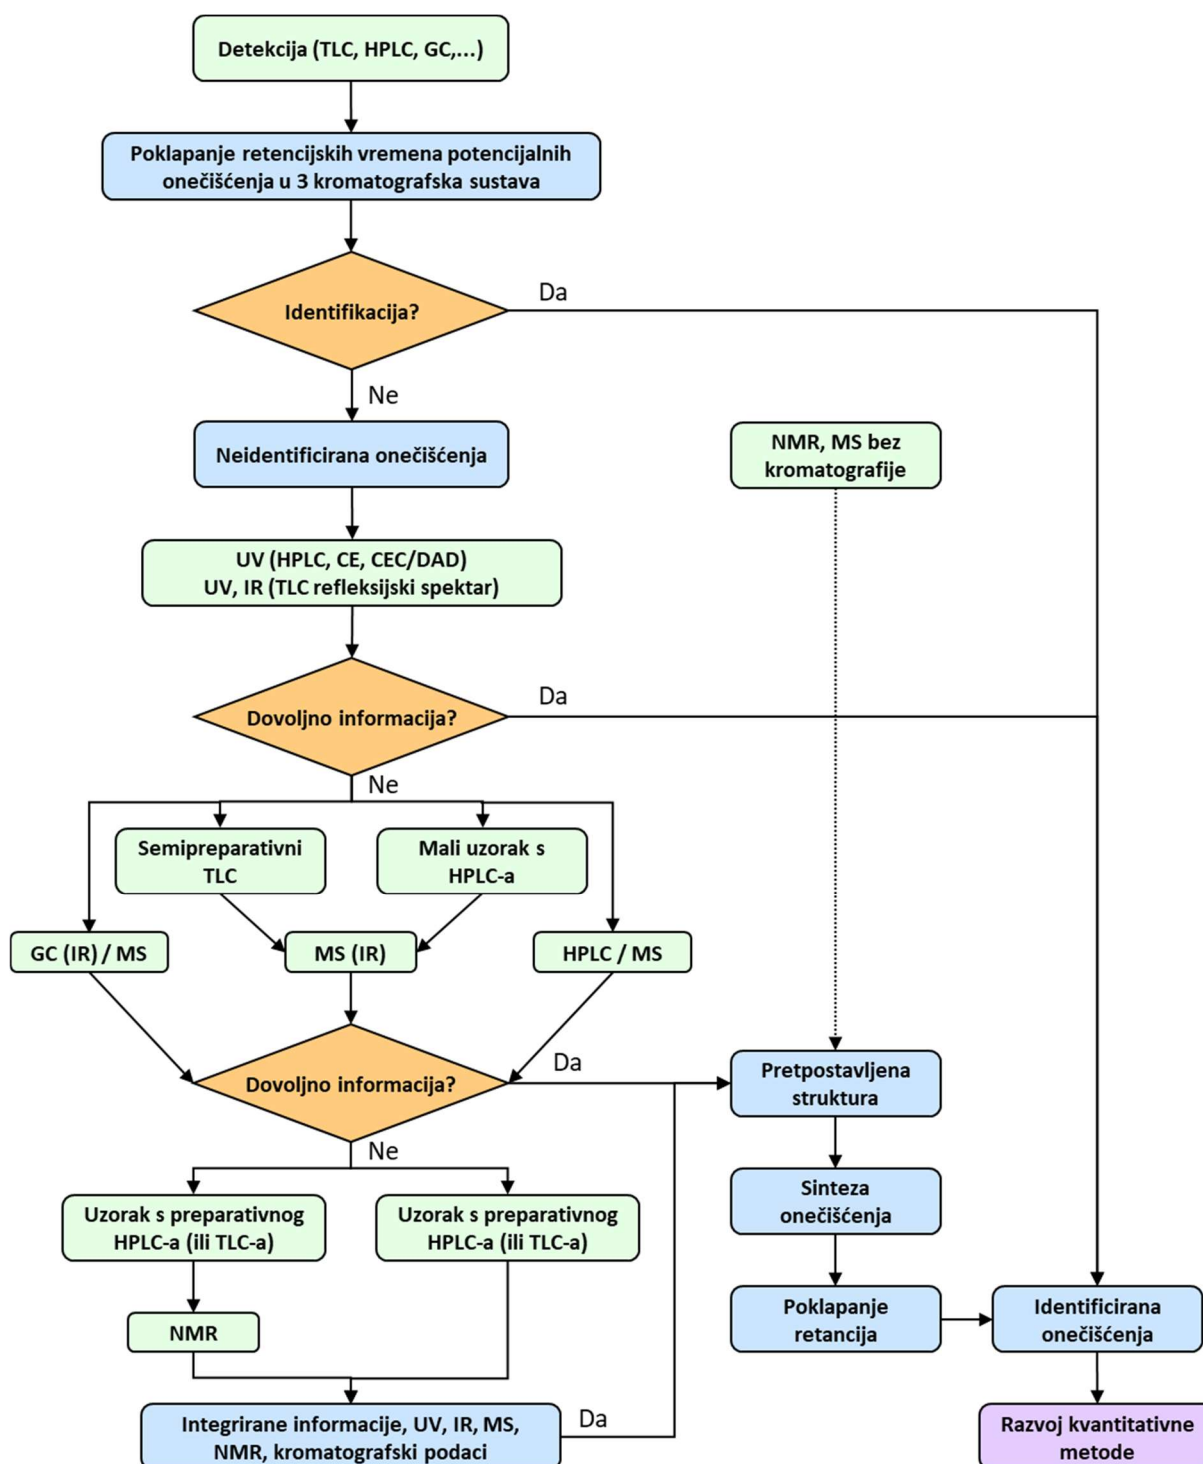 Detekcija (TLC, HPLC, GC,...)
Poklapanje retencijskih vremena potencijalnih
onečišćenja u 3 kromatografska sustava
Identifikacija?
Da
Ne
Neidentificirana onečišćenja
NMR, MS bez
kromatografije
UV (HPLC, CE, CEC/DAD)
UV, IR (TLC refleksijski spektar)
Dovoljno informacija?
Da
Ne
Semipreparativni
TLC
Mali uzorak s
HPLC-a
GC (IR) / MS
MS (IR)
HPLC / MS
Dovoljno informacija?
Da
Ne
Pretpostavljena
struktura
Uzorak s preparativnog
HPLC-a (ili TLC-a)
Uzorak s preparativnog
HPLC-a (ili TLC-a)
Sinteza
onečišćenja
NMR
Poklapanje
retancija
Identificirana
onečišćenja
Integrirane informacije, UV, IR, MS,
NMR, kromatografski podaci
Da
Razvoj kvantitativne
metode